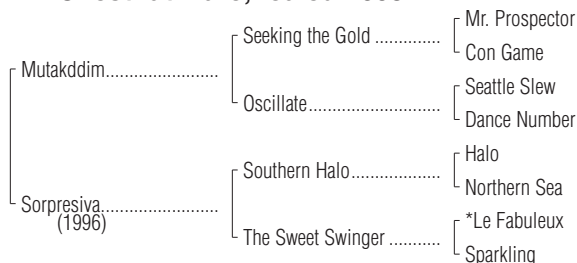 Mr. Prospector
Seeking the Gold ..............
Con Game
Mutakddim........................
Seattle Slew
Oscillate............................
Dance Number
Halo
Southern Halo...................
Northern Sea
Sorpresiva.........................
(1996)
*Le Fabuleux
The Sweet Swinger ...........
Sparkling